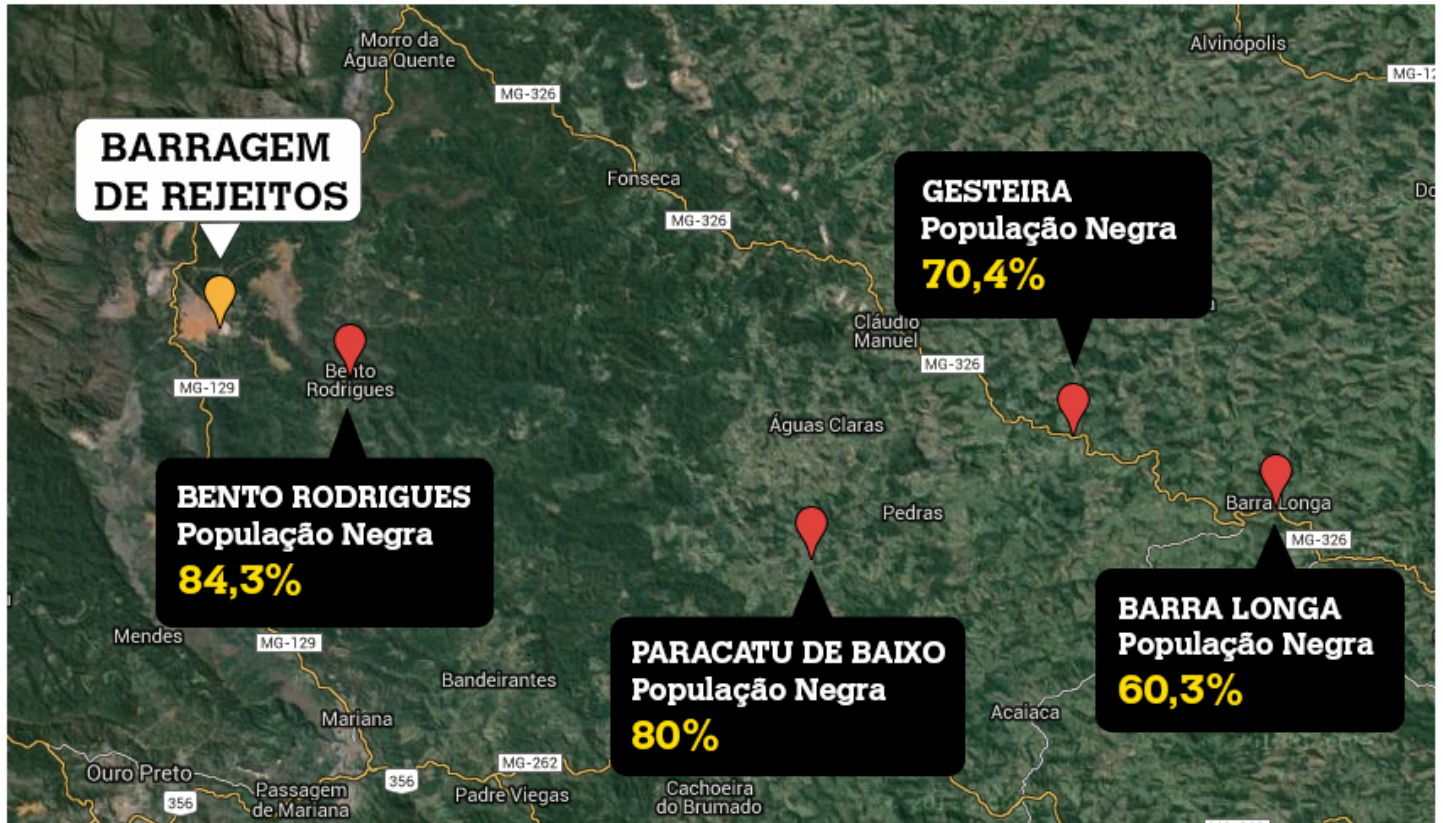 Morro da
Água Quente
Alvinópolis
MG-326
BARRAGEM
DE REJEITOS
Fonseca
MG-326
GESTEIRA
População Negra
70,4%
Cláudio
Manuel
MG-326
Bento
Rodrigues
MG-129
Águas Claras
BENTO RODRIGUES
População Negra
84,3%
Pedras
Barra Longa
MG-326
Mendes
MG-129
Bandeirantes
PARACATU DE BAIXO
População Negra
80%
BARRA LONGA
População Negra
60,3%
Mariana
Acaiaca
Ouro Preto
356
Passagem
de Mariana
356
MG-262
Padre Viegas
Cachoeira
do Brumado